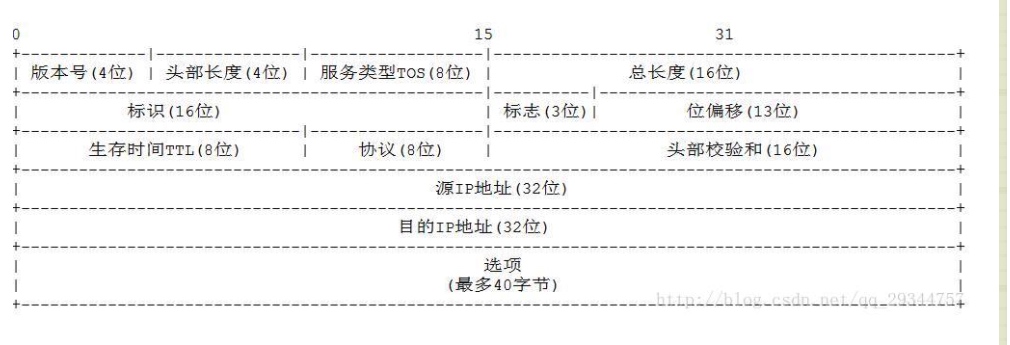 0 15 31
版本号(4位) 头部长度(4位) 服务类型TOS(8位) 总长度(16位)
标识(16位) 标志(3位) 位偏移(13位)
生存时间TTL(8位) 协议(8位) 头部校验和(16位)
源IP地址(32位)
目的IP地址(32位)
选项
(最多40字节)
http://blog.csdn.net/qq_29344757